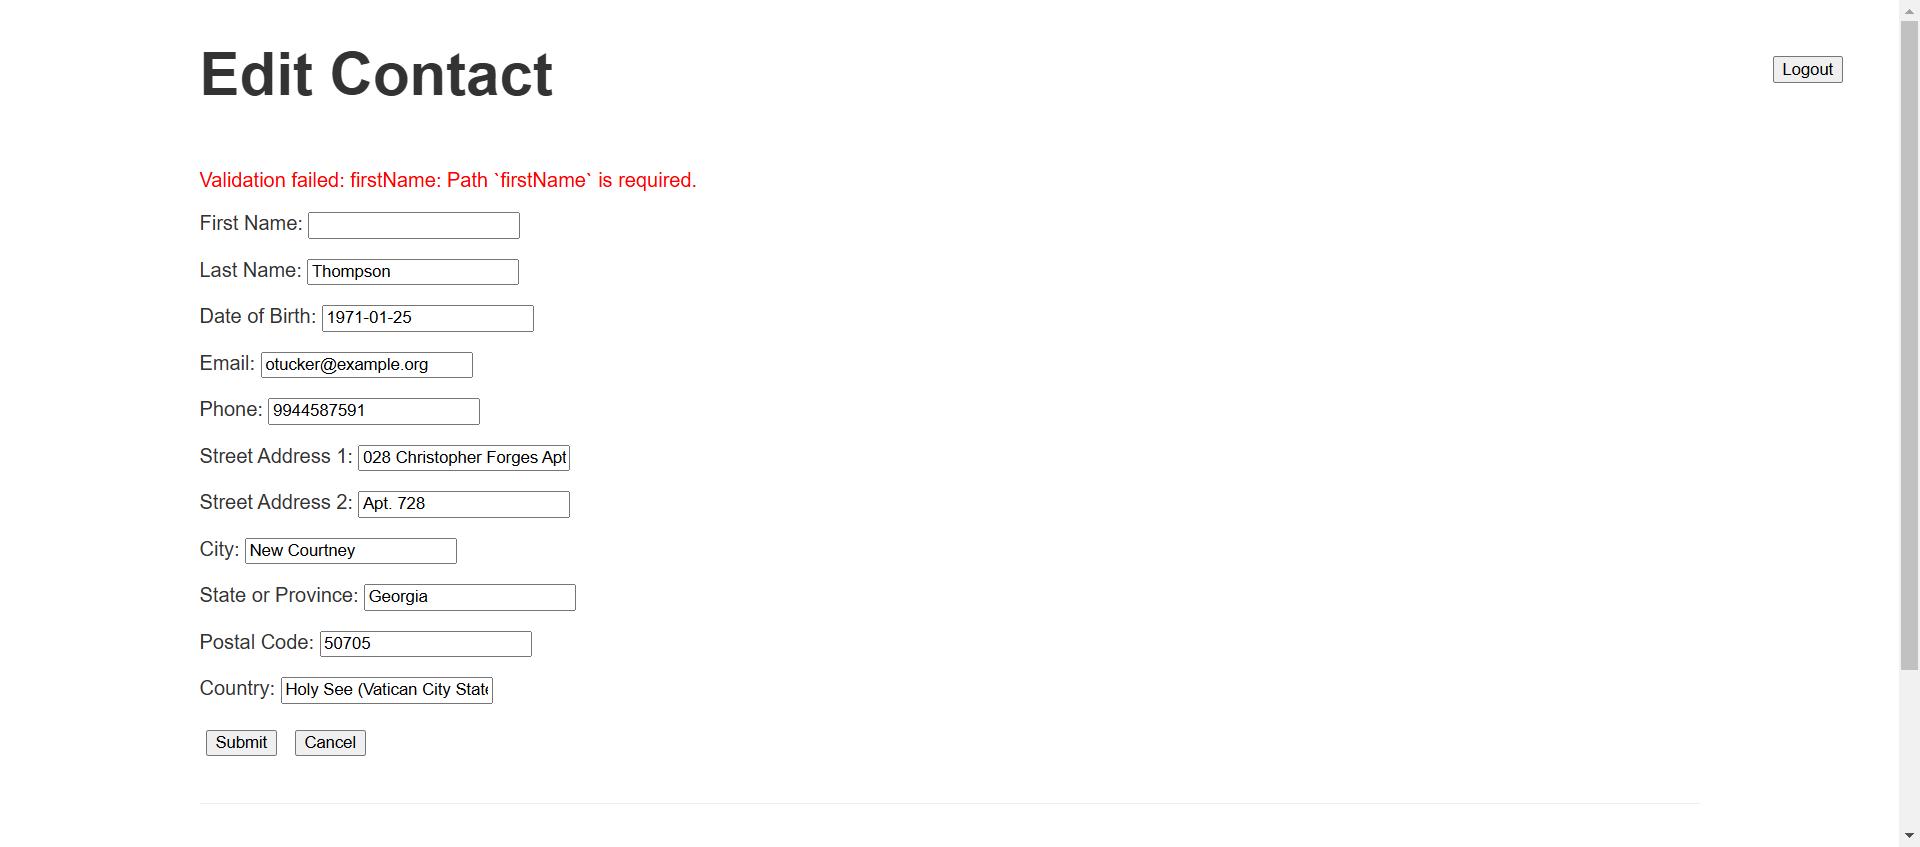 Edit Contact
Logout
Validation failed: firstName: Path `firstName` is required.
First Name:
Last Name: Thompson
Date of Birth: 1971-01-25
Email: otucker@example.org
Phone: 9944587591
Street Address 1: 028 Christopher Forges Apt
Street Address 2: Apt. 728
City: New Courtney
State or Province: Georgia
Postal Code: 50705
Country: Holy See (Vatican City State
Submit Cancel